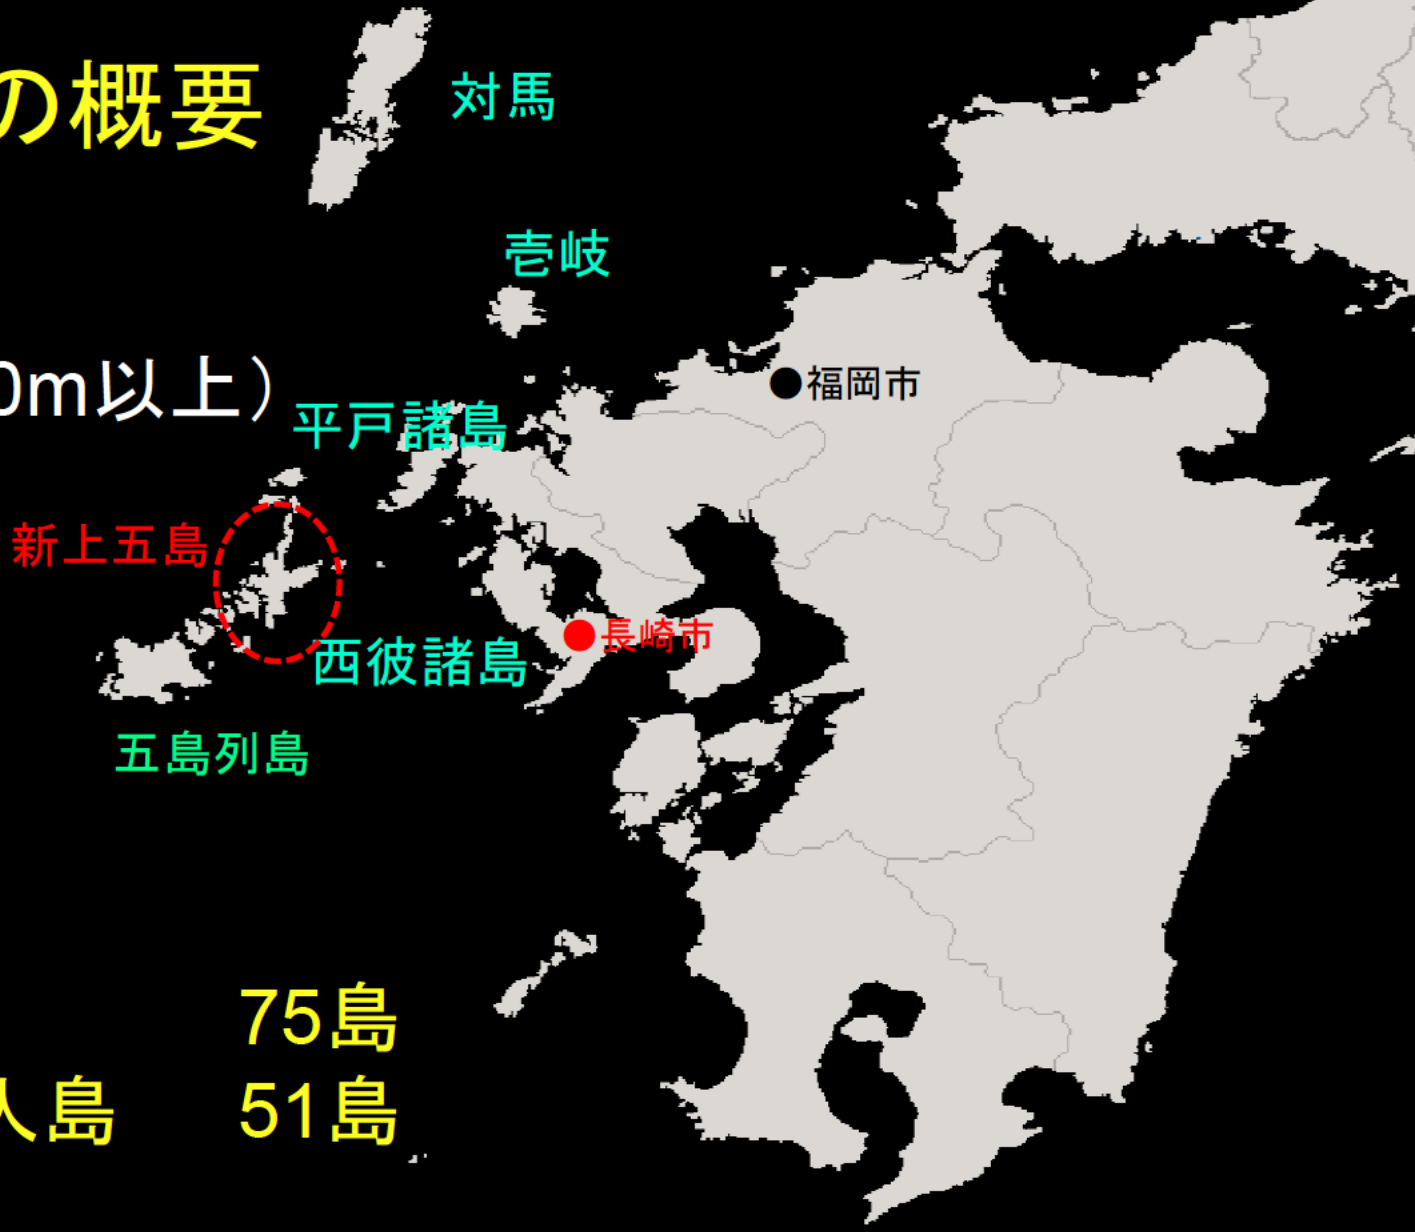 の概要
対馬
壱岐
0m以上）
●福岡市
平戸諸島
新上五島
●長崎市
西彼諸島
五島列島
75島
人島 51島